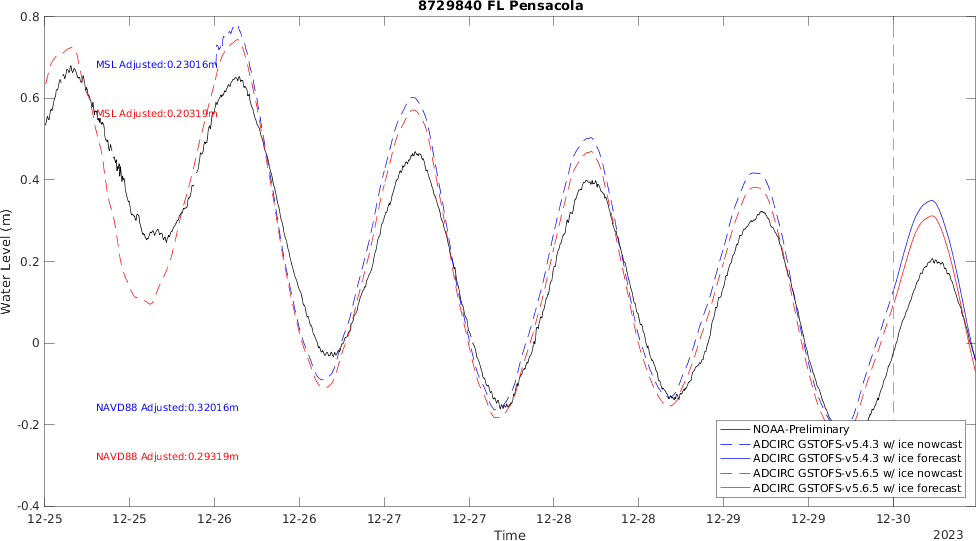 8729840 FL Pensacola
0.8
MSL Adjusted:0.23016m
0.6
MSL Adjusted:0.20319m
0.4
Water Level (m)
0.2
0
NAVD88 Adjusted:0.32016m
-0.2
NOAA-Preliminary
ADCIRC GSTOFS-v5.4.3 w/ ice nowcast
NAVD88 Adjusted:0.29319m
ADCIRC GSTOFS-v5.4.3 w/ ice forecast
ADCIRC GSTOFS-v5.6.5 w/ ice nowcast
ADCIRC GSTOFS-v5.6.5 w/ ice forecast
-0.4
12-25 12-25 12-26 12-26 12-27 12-27 12-28 12-28 12-29 12-29 12-30
Time
2023